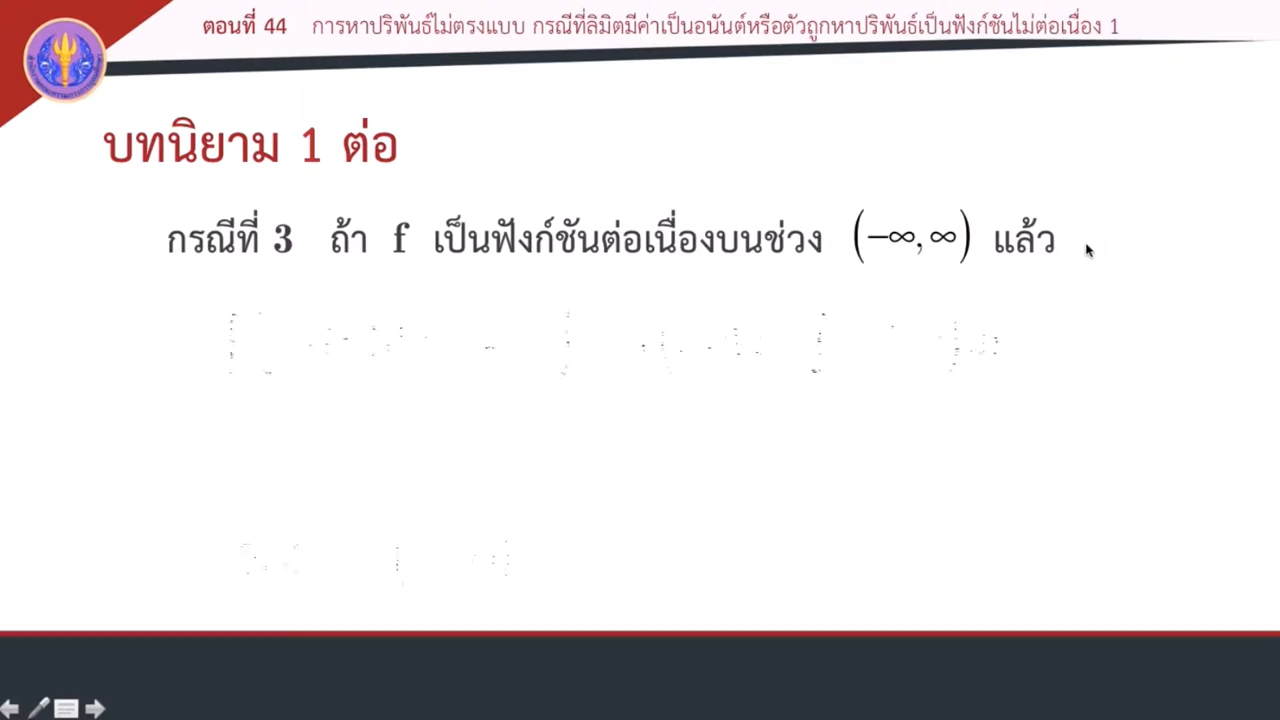 ตอนที่ 44 การหาปริพันธ์ไม่ตรงแบบ กรณีที่ลิมิตมีค่าเป็นอนันต์หรือตัวถูกหาปริพันธ์เป็นฟังก์ชันไม่ต่อเนื่อง 1
บทนิยาม 1 ต่อ
กรณีที่ 3 ถ้า f เป็นฟังก์ชันต่อเนื่องบนช่วง (−∞, ∞) แล้ว